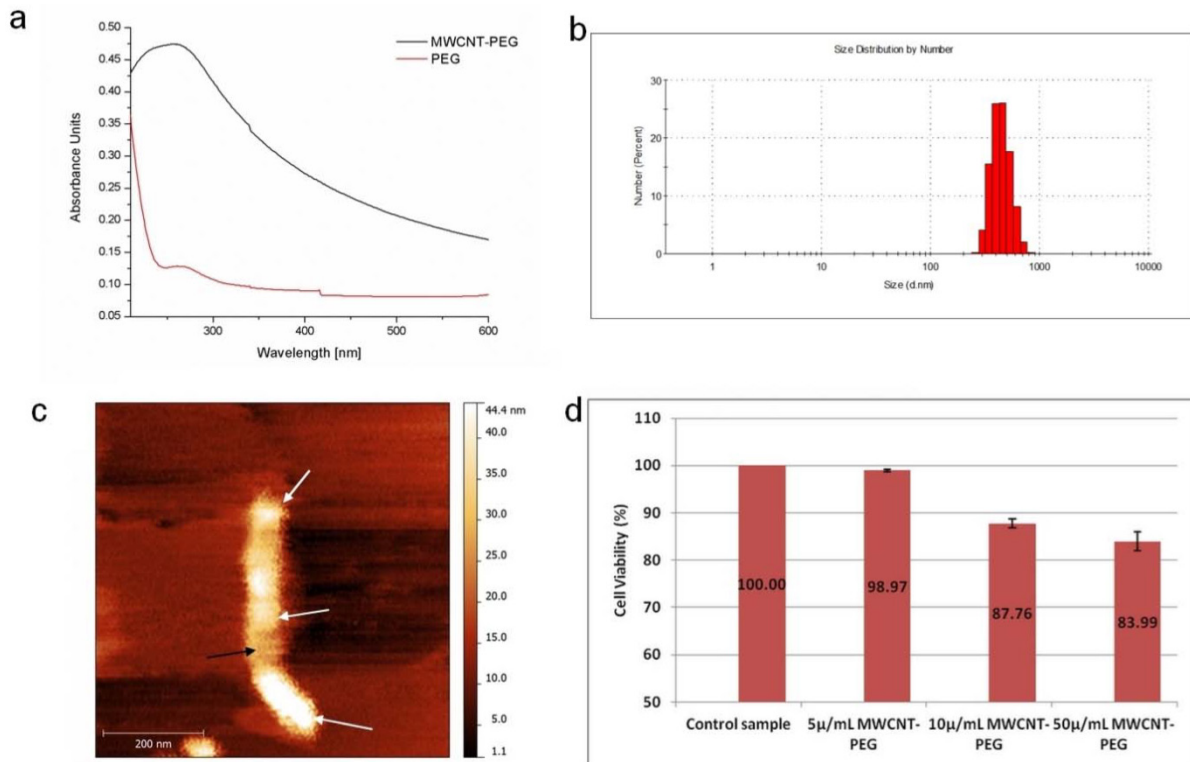 a
0.50
0.45
0.40
0.35
0.30
0.25
0.20
0.15
0.10
0.05
Absorbance Units
MWCNT-PEG
PEG
300
400
500
600
Wavelength [nm]
b
Size Distribution by Number
30
20
10
0
Number (Percent)
1
10
100
1000
10000
Size (d.nm)
c
44.4 nm
40.0
30.0
25.0
20.0
15.0
10.0
5.0
1.1
200 nm
d
110
100
90
80
70
60
50
Cell Viability (%)
100.00
98.97
87.76
83.99
Control sample
5µ/mL MWCNT-
PEG
10µ/mL MWCNT-
PEG
50µ/mL MWCNT-
PEG